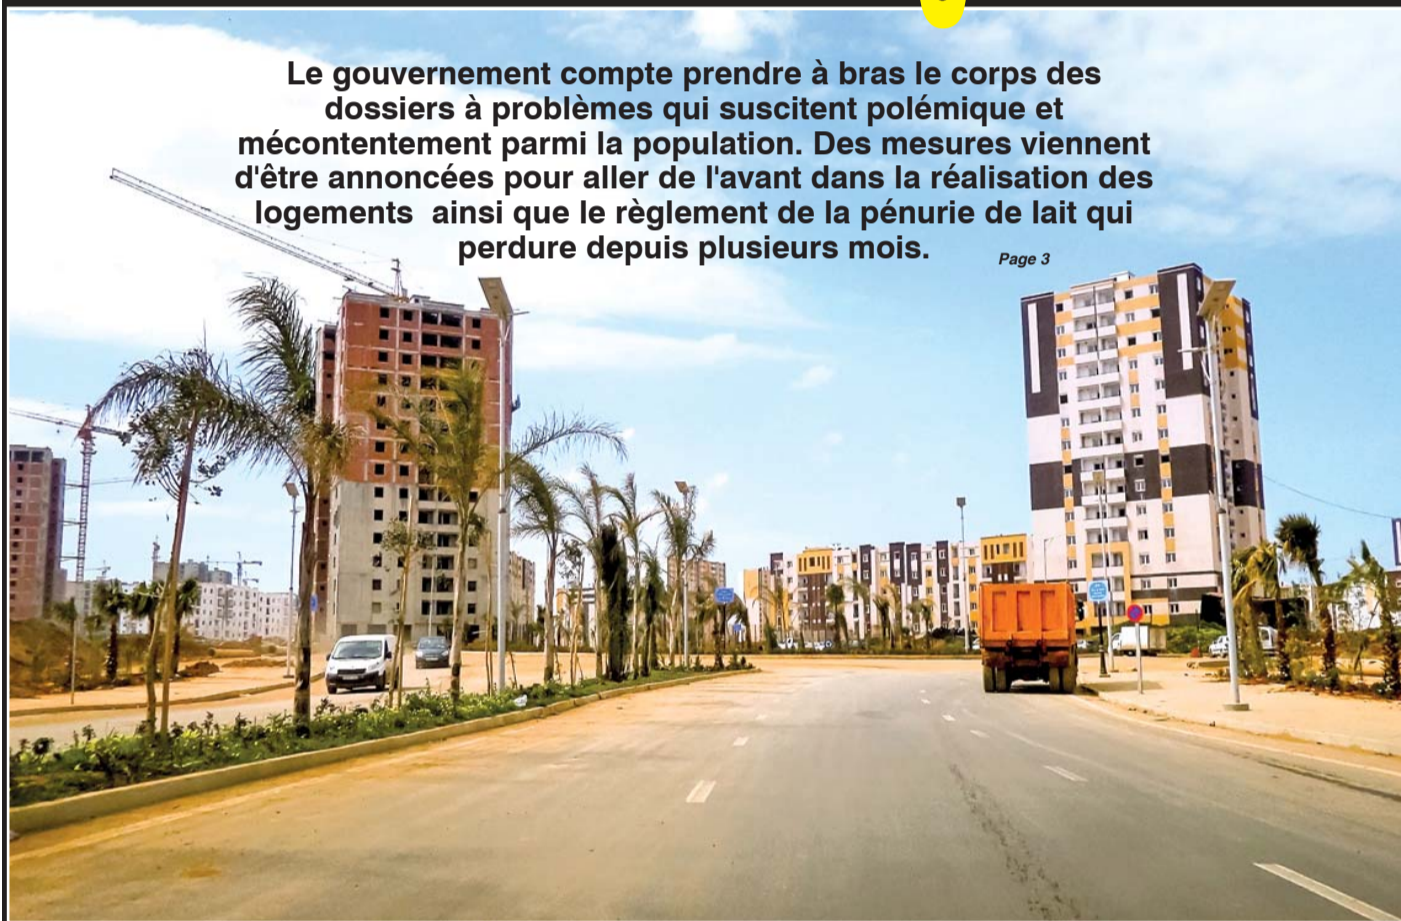 Le gouvernement compte prendre à bras le corps des
dossiers à problèmes qui suscitent polémique et
mécontentement parmi la population. Des mesures viennent
d'être annoncées pour aller de l'avant dans la réalisation des
logements  ainsi que le règlement de la pénurie de lait qui
perdure depuis plusieurs mois.
Page 3